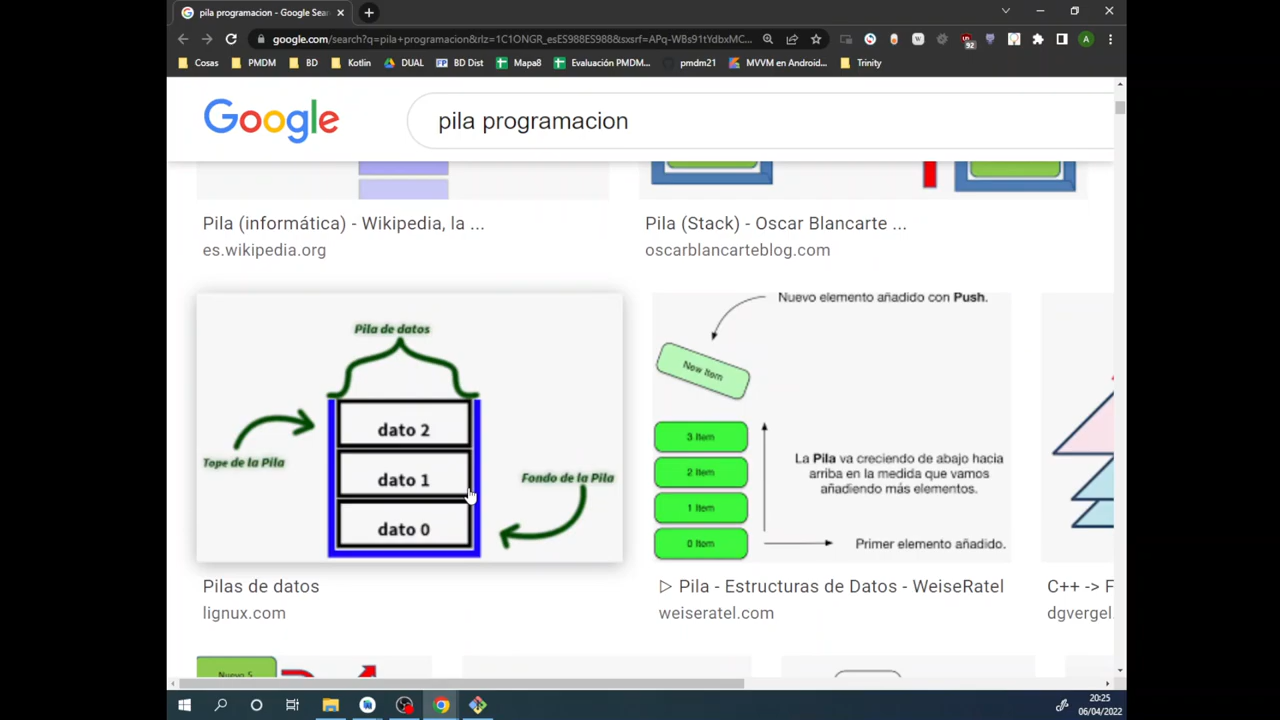 pila programacion - Google Sear
google.com/search?q=pila+programacion&rlz=1C1ONGR_esES988ES988&sxsrf=APq-WBs91tYdbxMC...
92
A
Cosas
PMDM
BD
Kotlin
DUAL
BD Dist
Mapa8
Evaluación PMDM...
pmdm21
MVVM en Android...
Trinity
Google
pila programacion
Pila (informática) - Wikipedia, la ...
es.wikipedia.org
Pila (Stack) - Oscar Blancarte ...
oscarblancarteblog.com
Pila de datos
dato 2
Tope de la Pila
dato 1
Fondo de la Pila
dato 0
Nuevo elemento añadido con Push.
New Item
3 Item
2 Item
1 Item
0 Item
La Pila va creciendo de abajo hacia
arriba en la medida que vamos
añadiendo más elementos.
Primer elemento añadido.
Pilas de datos
lignux.com
▷ Pila - Estructuras de Datos - WeiseRatel
weiseratel.com
C++ -> F
dgvergel.
Nuevo 5
20:25
06/04/2022